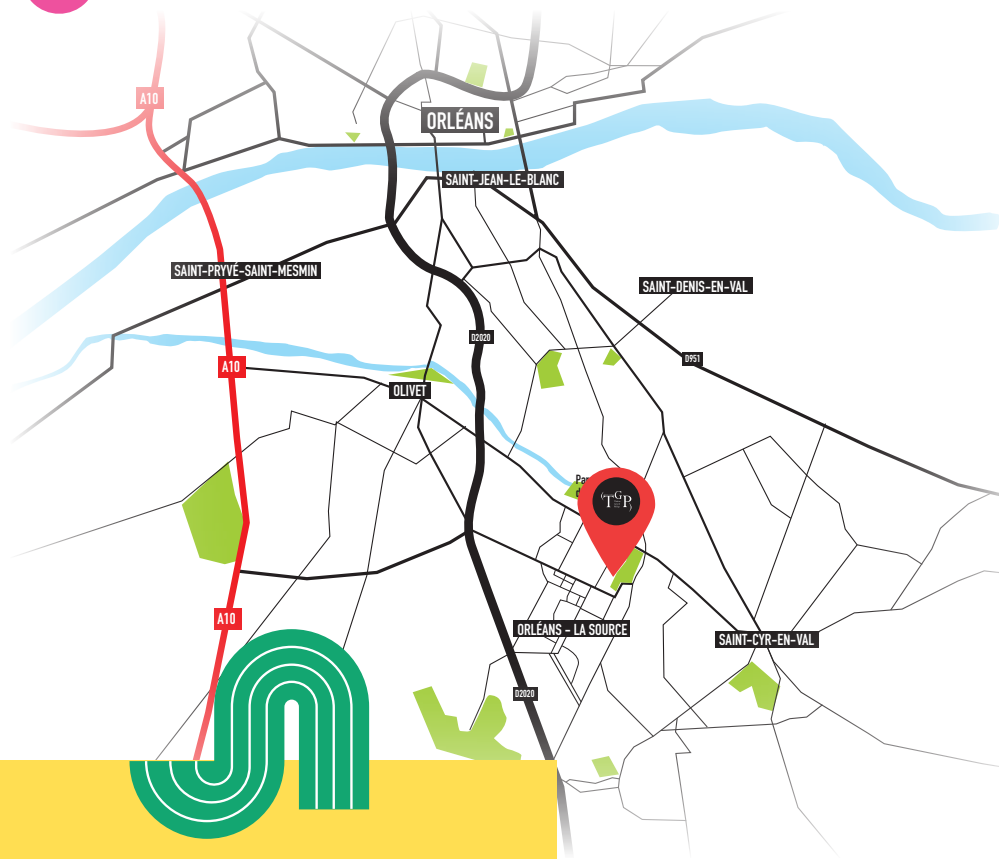 A10
ORLÉANS
SAINT-JEAN-LE-BLANC
SAINT-PRYVÉ-SAINT-MESMIN
SAINT-DENIS-EN-VAL
D2020
D951
A10
OLIVET
TGP
A10
ORLÉANS - LA SOURCE
SAINT-CYR-EN-VAL
D2020